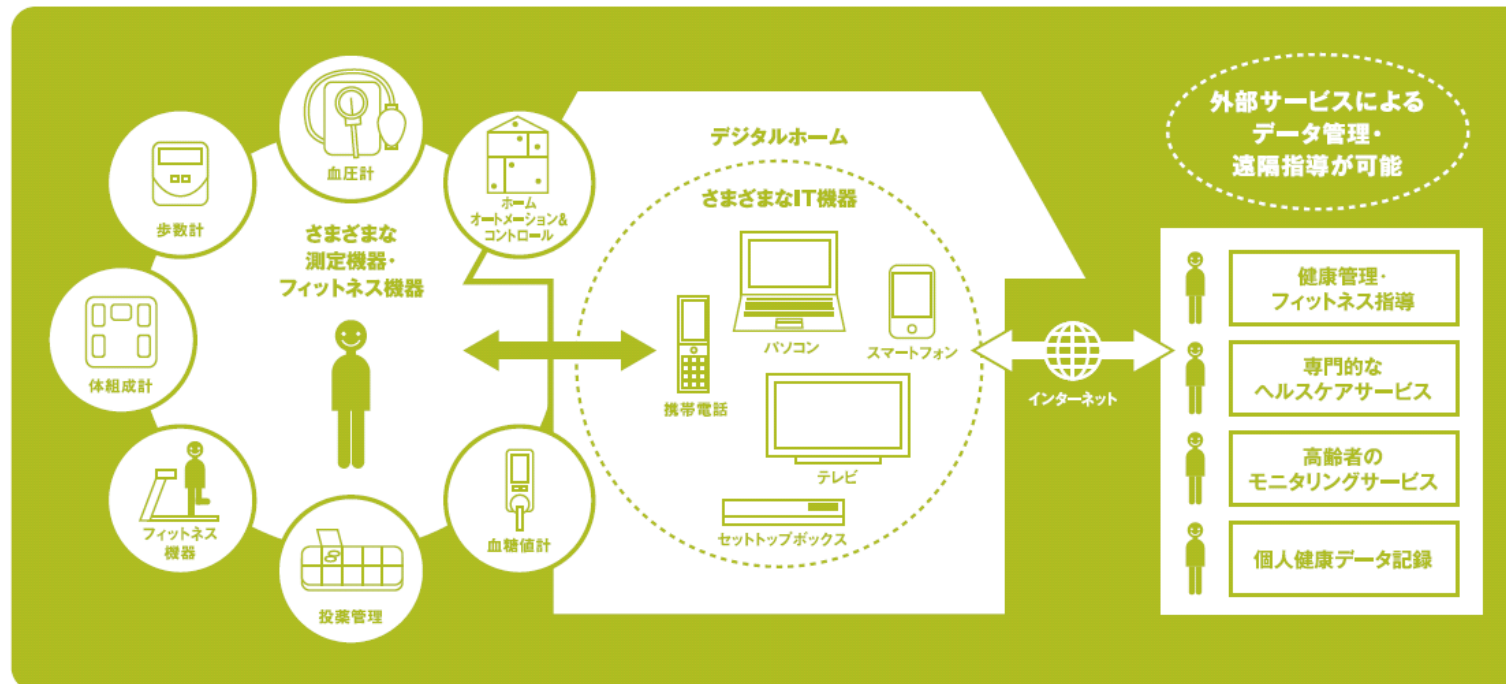 血圧計
歩数計
ホーム
オートメーション&
コントロール
さまざまな
測定機器・
フィットネス機器
体組成計
フィットネス
機器
投薬管理
血糖値計
デジタルホーム
さまざまなIT機器
パソコン
スマートフォン
携帯電話
テレビ
セットトップボックス
インターネット
外部サービスによる
データ管理・
遠隔指導が可能
健康管理・
フィットネス指導
専門的な
ヘルスケアサービス
高齢者の
モニタリングサービス
個人健康データ記録